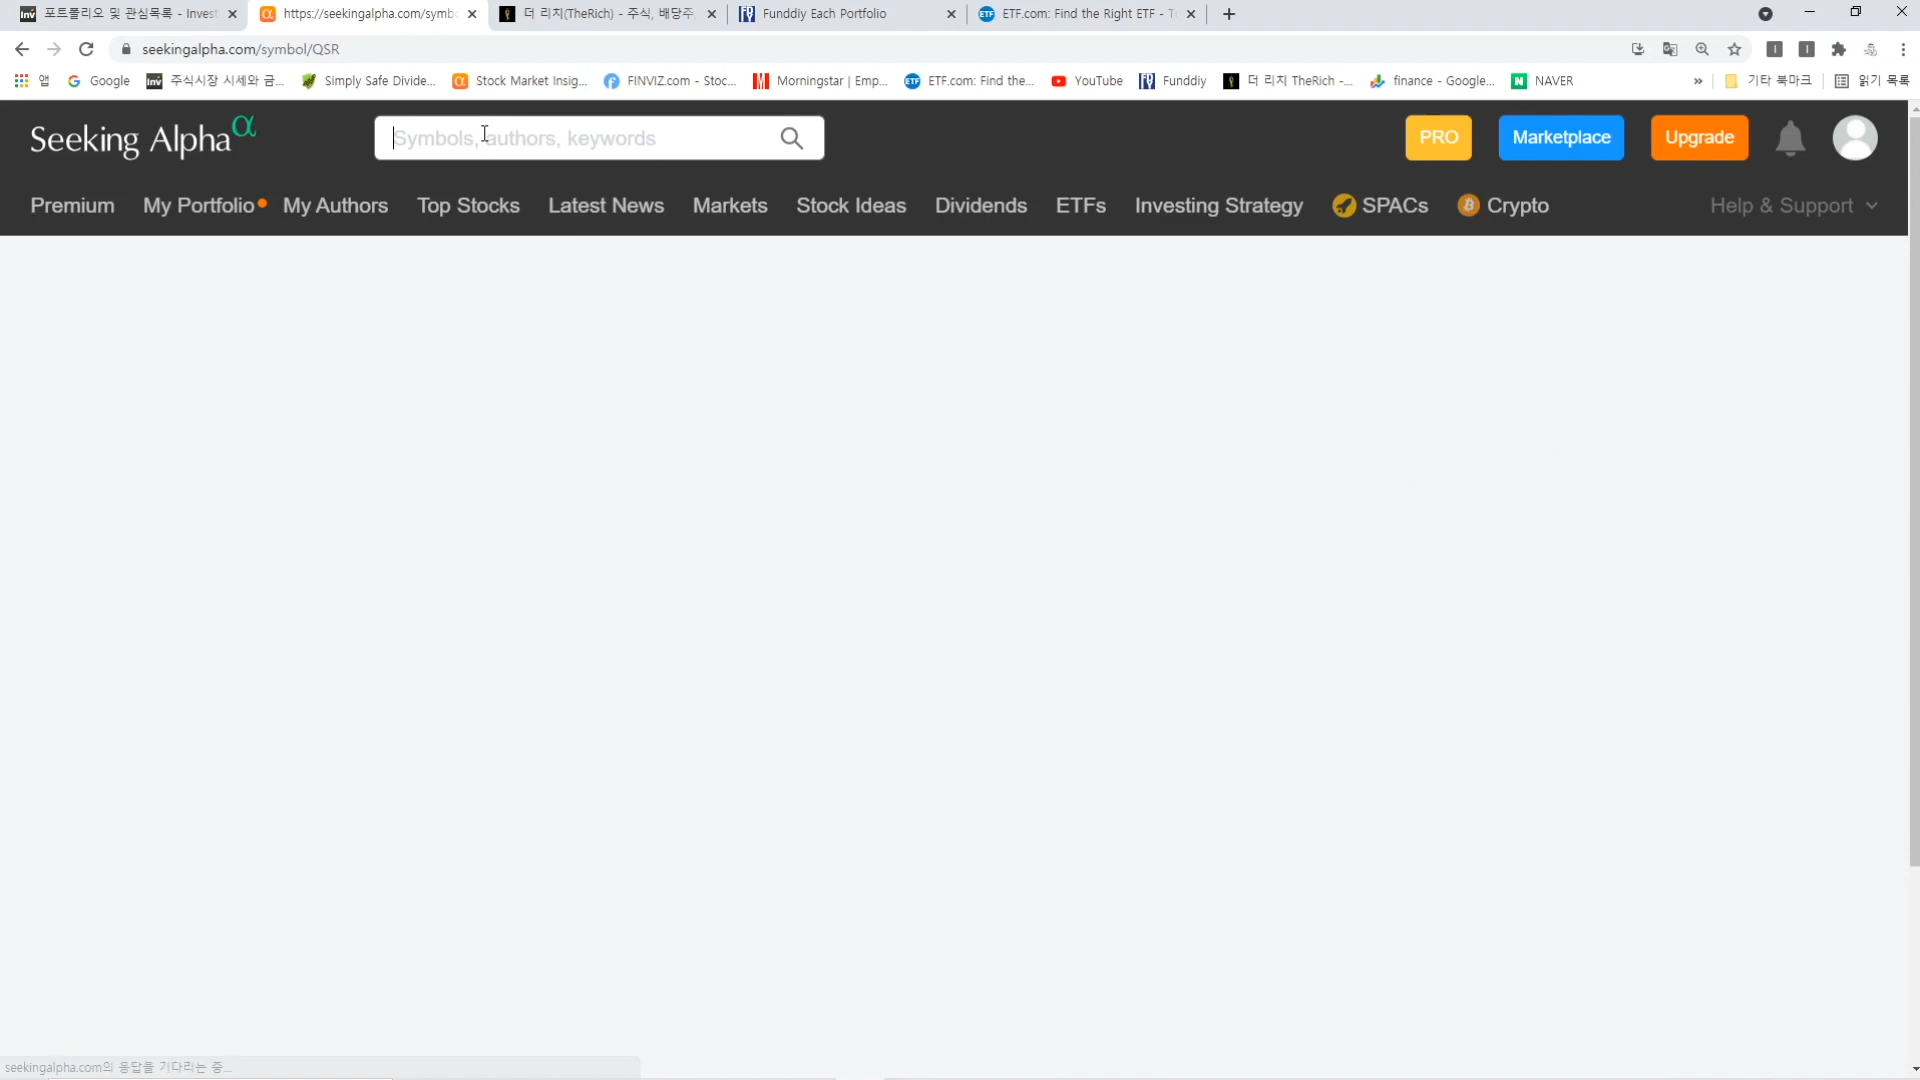 포트폴리오 및 관심목록 - Invest
https://seekingalpha.com/symbo
더 리치(TheRich) - 주식, 배당주,
Funddiy Each Portfolio
ETF.com: Find the Right ETF - T
seekingalpha.com/symbol/QSR
앱
Google
주식시장 시세와 금...
Simply Safe Divide...
Stock Market Insig...
FINVIZ.com - Stoc...
Morningstar | Emp...
ETF.com: Find the...
YouTube
Funddiy
더 리치 TheRich -...
finance - Google...
NAVER
»
기타 북마크
읽기 목록
Seeking Alpha α
Symbols, authors, keywords
PRO
Marketplace
Upgrade
Premium
My Portfolio
My Authors
Top Stocks
Latest News
Markets
Stock Ideas
Dividends
ETFs
Investing Strategy
SPACs
Crypto
Help & Support
seekingalpha.com의 응답을 기다리는 중...